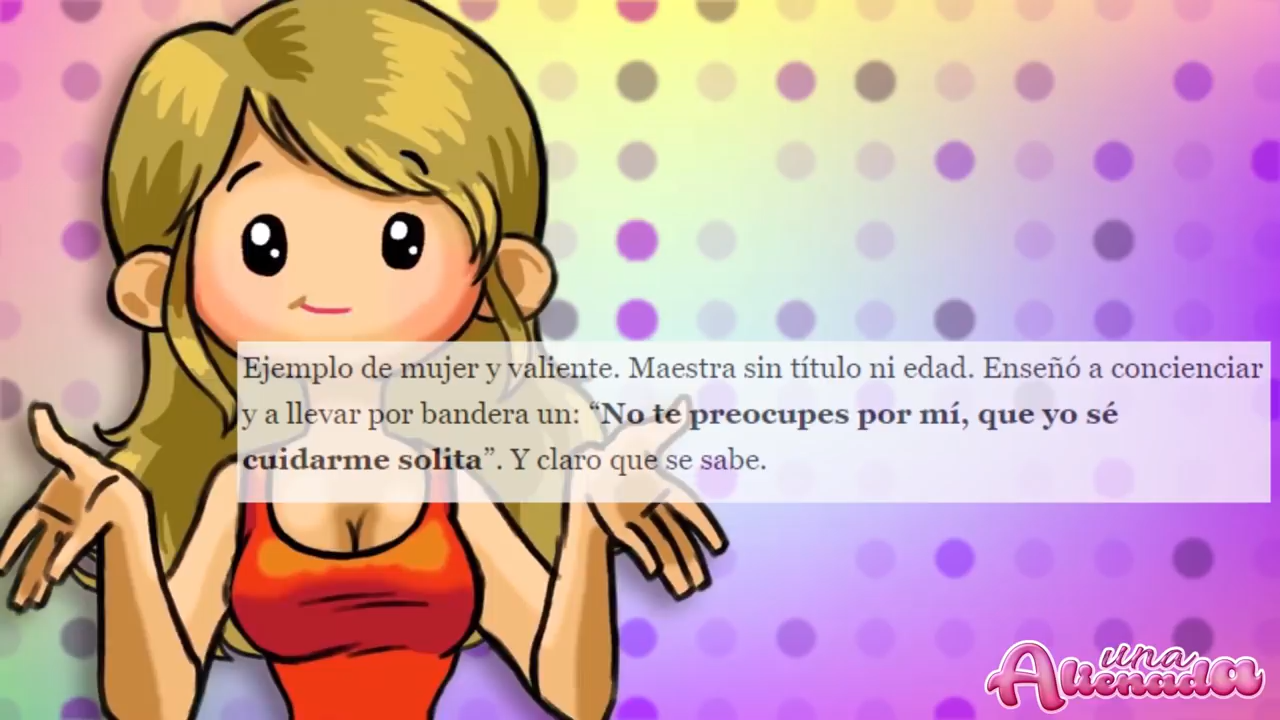 Ejemplo de mujer y valiente. Maestra sin título ni edad. Enseñó a concienciar
y a llevar por bandera un: “No te preocupes por mí, que yo sé
cuidarme solita”. Y claro que se sabe.
una
Alienada